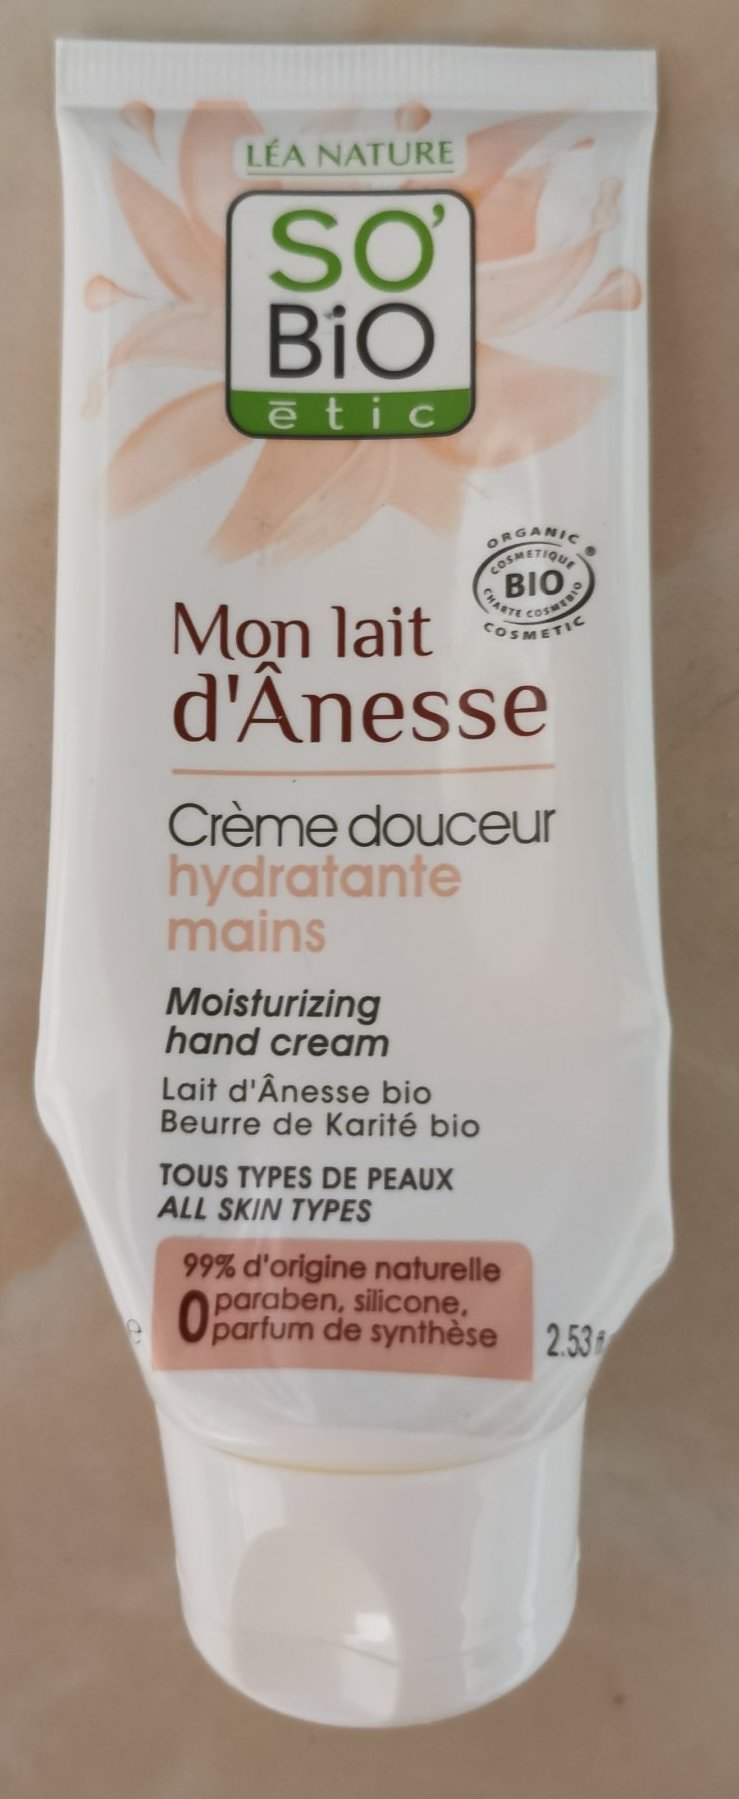 LÉA NATURE
SO'
BiO
ētic
ORGANIC
COSMETIQUE
BIO
CHARTE COSMEBIO
COSMETIC
®
Mon lait
d'Ânesse
Crème douceur
hydratante
mains
Moisturizing
hand cream
Lait d'Ânesse bio
Beurre de Karité bio
TOUS TYPES DE PEAUX
ALL SKIN TYPES
99% d'origine naturelle
0 paraben, silicone,
parfum de synthèse
e
2.53